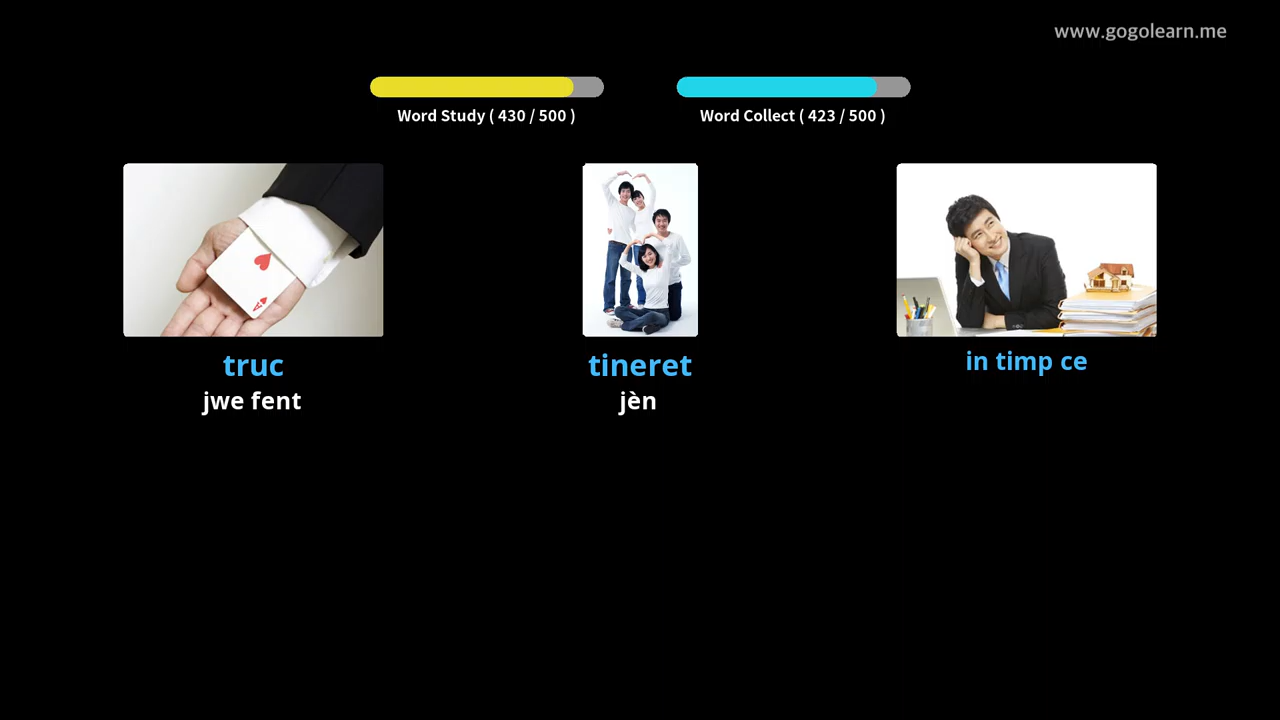 www.gogolearn.me
Word Study ( 430 / 500 )
Word Collect ( 423 / 500 )
truc
jwe fent
tineret
jèn
in timp ce